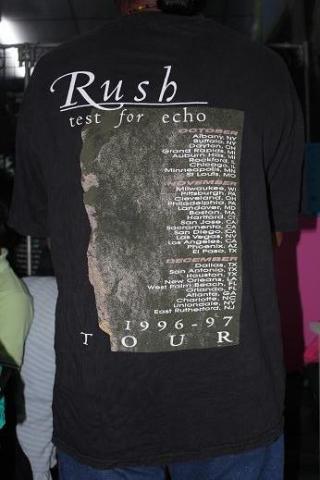 Rush
test for echo
OCTOBER
Albany, NY
Buffalo, NY
Dayton, OH
Grand Rapids, MI
Auburn Hills, MI
Rockford, IL
Chicago, IL
Minneapolis, MN
St Louis, MO
NOVEMBER
Milwaukee, WI
Pittsburgh, PA
Cleveland, OH
Philadelphia, PA
Landover, MD
Boston, MA
Hartford, CT
San Jose, CA
Sacramento, CA
San Diego, CA
Las Vegas, NV
Los Angeles, CA
Phoenix, AZ
El Paso, TX
DECEMBER
Dallas, TX
San Antonio, TX
Houston, TX
New Orleans, LA
West Palm Beach, FL
Orlando, FL
Atlanta, GA
Charlotte, NC
Uniondale, NY
East Rutherford, NJ
1996-97
TOUR